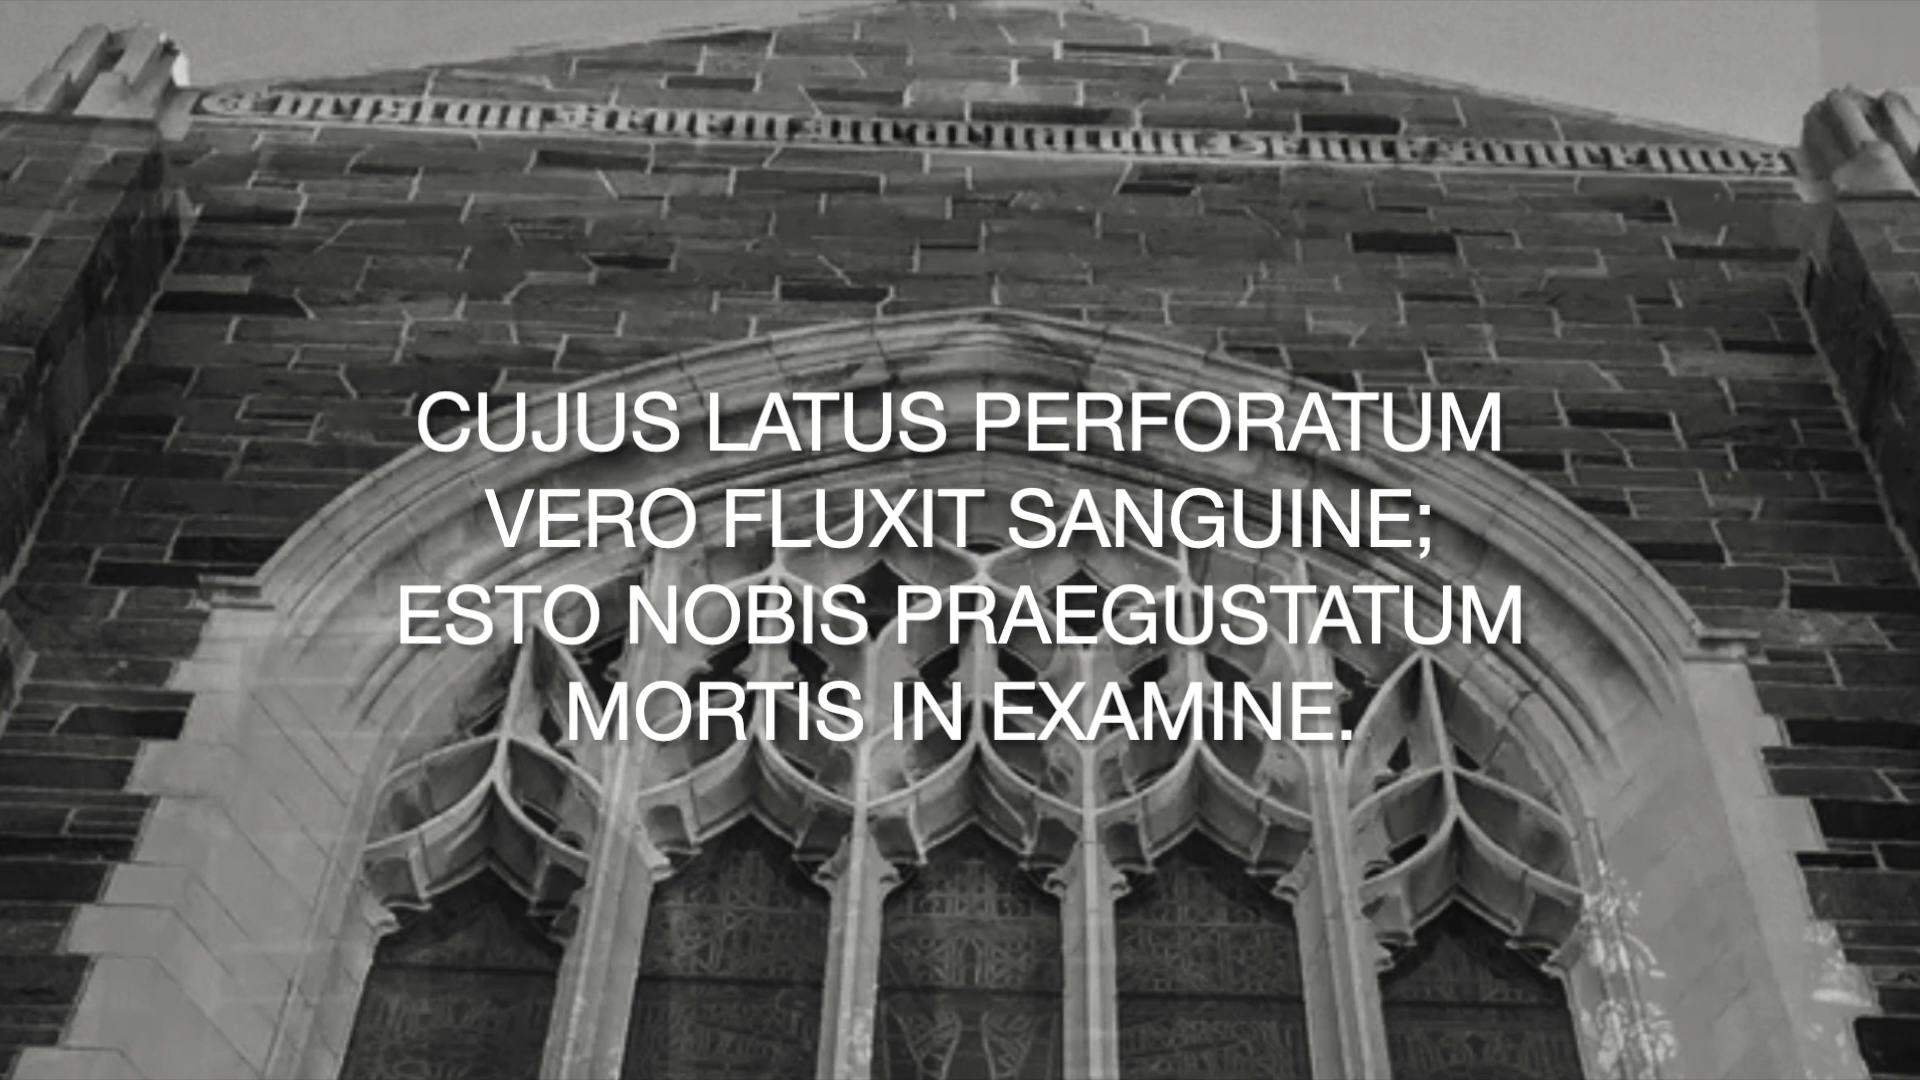 CUJUS LATUS PERFORATUM
VERO FLUXIT SANGUINE;
ESTO NOBIS PRAEGUSTATUM
MORTIS IN EXAMINE.